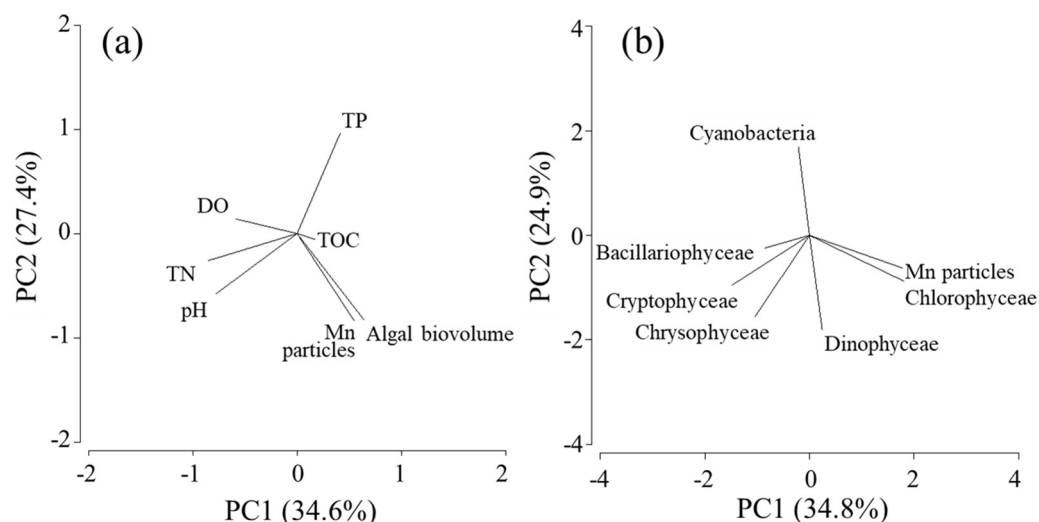 (a)
2
1
0
-1
-2
PC2 (27.4%)
TP
DO
TOC
TN
pH
Mn
particles
Algal biovolume
-2 -1 0 1 2
PC1 (34.6%)
(b)
4
2
0
-2
-4
PC2 (24.9%)
Cyanobacteria
Bacillariophyceae
Mn particles
Cryptophyceae
Chlorophyceae
Chrysophyceae
Dinophyceae
-4 -2 0 2 4
PC1 (34.8%)